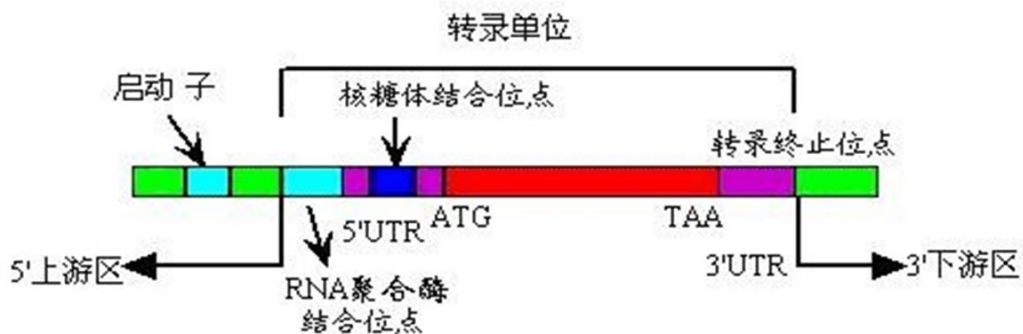 转录单位
启动 子
核糖体结合位点
转录终止位点
5'UTR
ATG
TAA
5'上游区
RNA聚合酶
结合位点
3'UTR
3'下游区